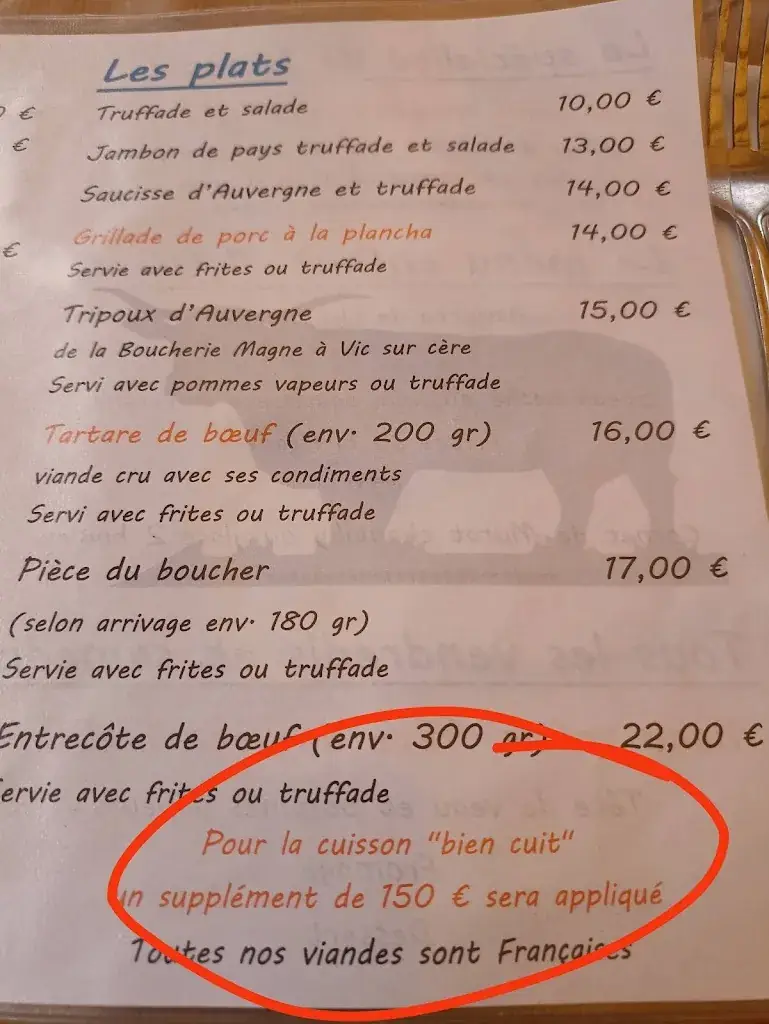 Les plats
€
Truffade et salade 10,00 €
€
Jambon de pays truffade et salade 13,00 €
Saucisse d'Auvergne et truffade 14,00 €
Grillade de porc à la plancha 14,00 €
€
Servie avec frites ou truffade
Tripoux d'Auvergne 15,00 €
de la Boucherie Magne à Vic sur cère
Servi avec pommes vapeurs ou truffade
Tartare de bœuf (env. 200 gr) 16,00 €
viande cru avec ses condiments
Servi avec frites ou truffade
Pièce du boucher 17,00 €
(selon arrivage env. 180 gr)
Servie avec frites ou truffade
Entrecôte de bœuf (env. 300 gr) 22,00 €
ervie avec frites ou truffade
Pour la cuisson "bien cuit"
un supplément de 150 € sera appliqué
Toutes nos viandes sont Françaises